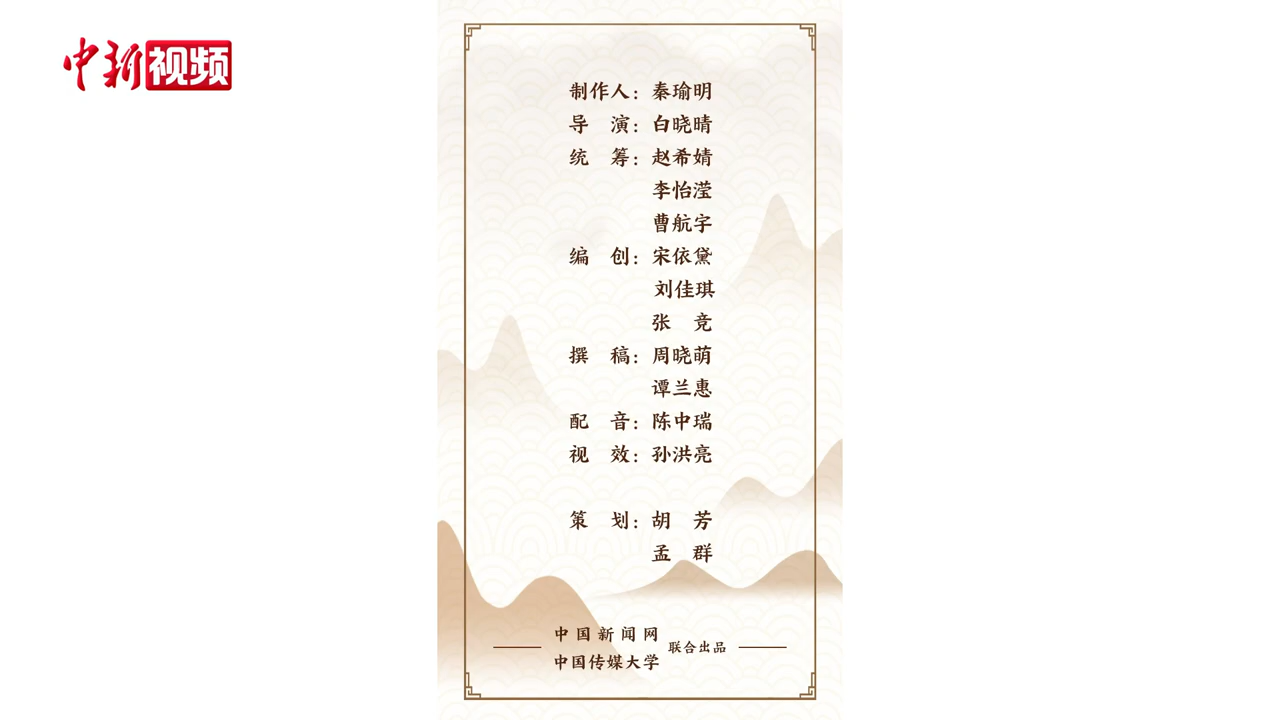 中新视频
制作人：秦瑜明
导　演：白晓晴
统　筹：赵希婧
李怡滢
曹航宇
编　创：宋依黛
刘佳琪
张　竞
撰　稿：周晓萌
谭兰惠
配　音：陈中瑞
视　效：孙洪亮
策　划：胡　芳
孟　群
中国新闻网
中国传媒大学
联合出品